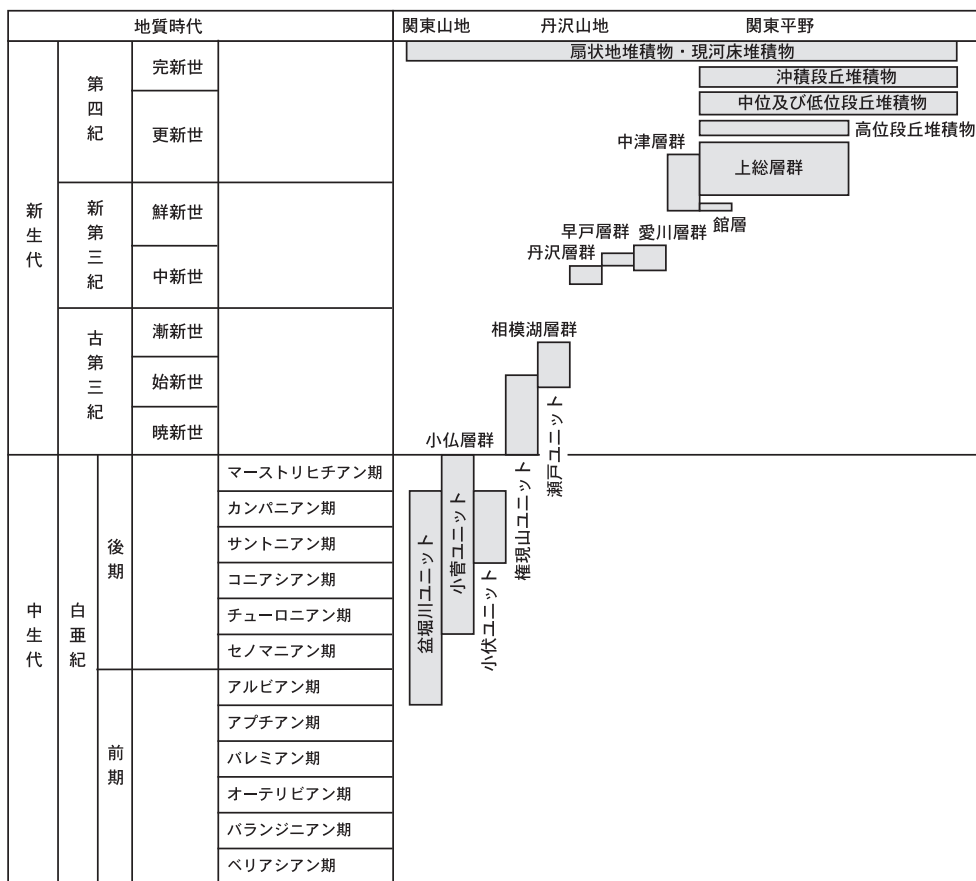 地質時代
関東山地
丹沢山地
関東平野
扇状地堆積物・現河床堆積物
沖積段丘堆積物
中位及び低位段丘堆積物
高位段丘堆積物
中津層群
上総層群
館層
早戸層群
愛川層群
丹沢層群
相模湖層群
瀬戸ユニット
権現山ユニット
小仏層群
盆堀川ユニット
小菅ユニット
小伏ユニット
新生代
第四紀
完新世
更新世
新第三紀
鮮新世
中新世
古第三紀
漸新世
始新世
暁新世
中生代
白亜紀
後期
マーストリヒチアン期
カンパニアン期
サントニアン期
コニアシアン期
チューロニアン期
セノマニアン期
前期
アルビアン期
アプチアン期
バレミアン期
オーテリビアン期
バランジニアン期
ベリアシアン期